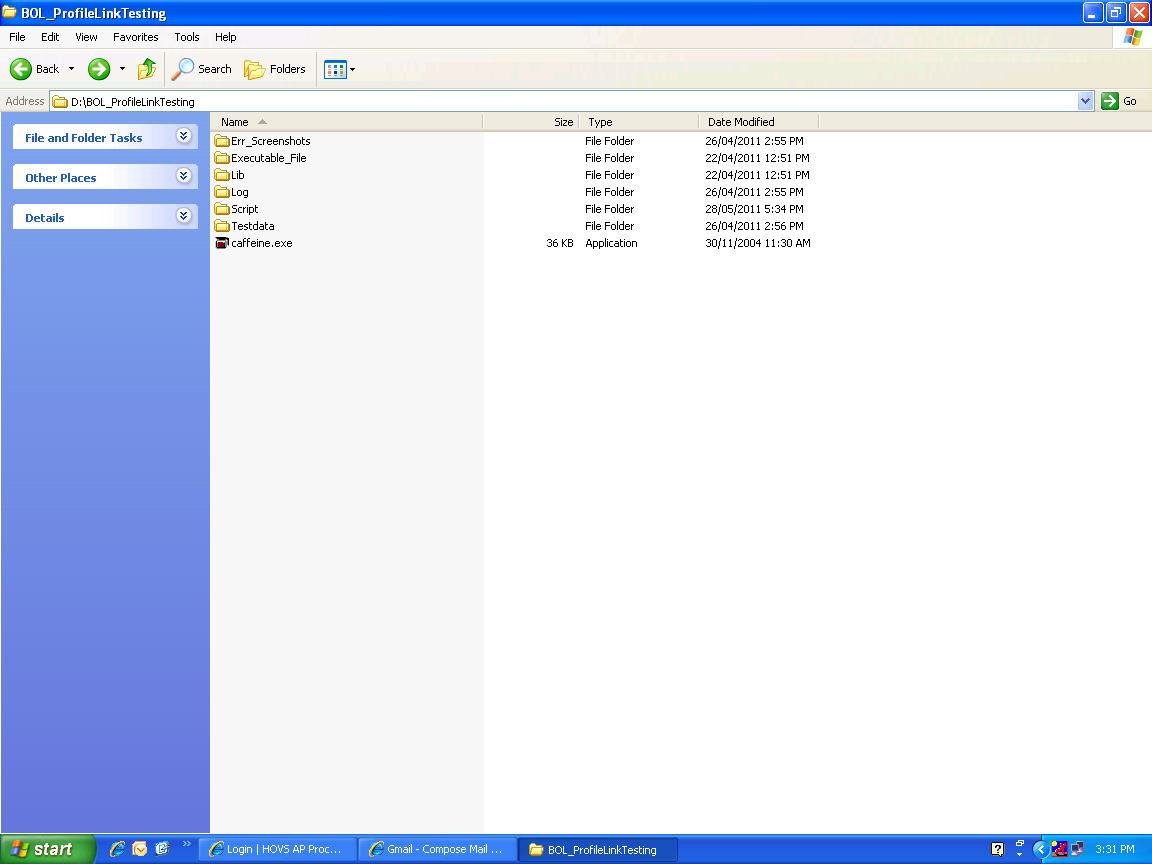 BOL_ProfileLinkTesting
File Edit View Favorites Tools Help
Back Search Folders
Address D:\BOL_ProfileLinkTesting Go
File and Folder Tasks
Other Places
Details
Name Size Type Date Modified
Err_Screenshots File Folder 26/04/2011 2:55 PM
Executable_File File Folder 22/04/2011 12:51 PM
Lib File Folder 22/04/2011 12:51 PM
Log File Folder 26/04/2011 2:55 PM
Script File Folder 28/05/2011 5:34 PM
Testdata File Folder 26/04/2011 2:56 PM
caffeine.exe 36 KB Application 30/11/2004 11:30 AM
start Login | HOVS AP Proc... Gmail - Compose Mail ... BOL_ProfileLinkTesting 3:31 PM